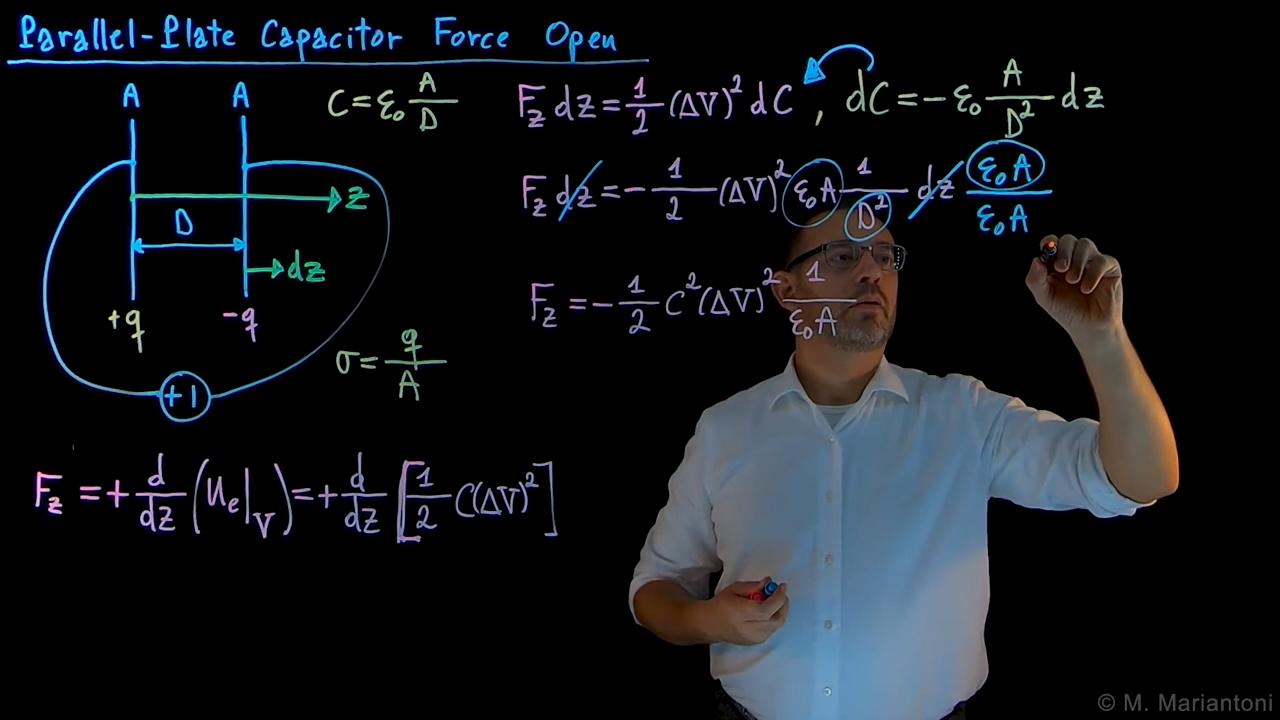 Parallel-Plate Capacitor Force Open
A A
C = ε₀ A/D
z
D
dz
+q -q
+1
σ = q/A
F_z = + d/dz (U_e|_V) = + d/dz [1/2 C(ΔV)²]
F_z dz = 1/2 (ΔV)² dC , dC = - ε₀ A/D² dz
F_z dz = - 1/2 (ΔV)² ε₀A 1/D² dz ε₀A/ε₀A
F_z = - 1/2 C² (ΔV)² 1/ε₀A
© M. Mariantoni